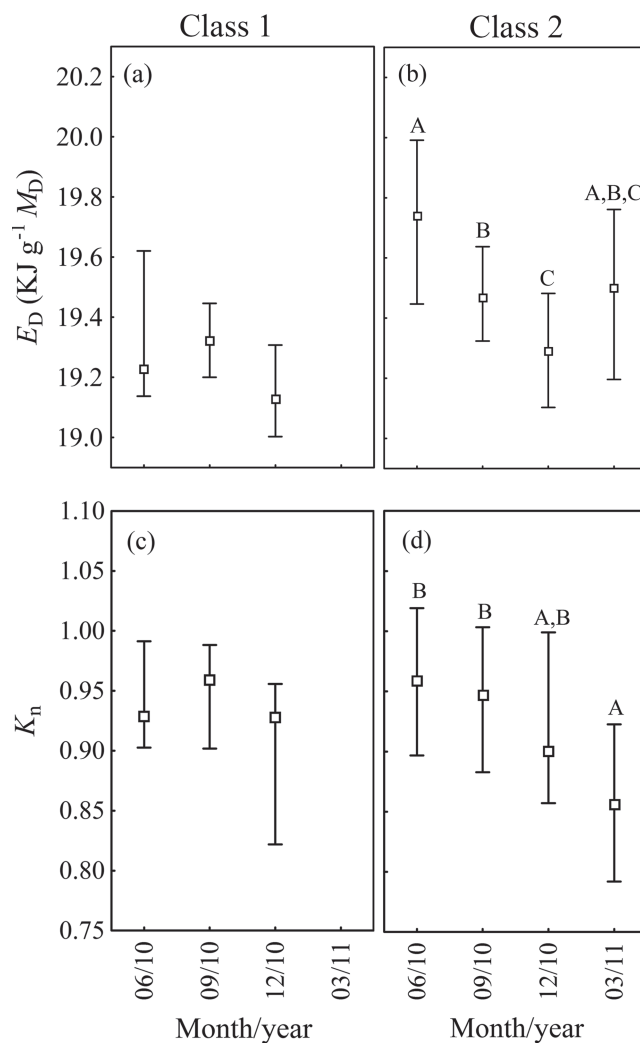 Class 1 Class 2
(a) (b)
20.2
20.0
19.8
19.6
19.4
19.2
19.0
E_D (KJ g⁻¹ M_D)
A
B
C
A,B,C
(c) (d)
1.10
1.05
1.00
0.95
0.90
0.85
0.80
0.75
K_n
B
B
A,B
A
06/10 09/10 12/10 03/11 06/10 09/10 12/10 03/11
Month/year Month/year